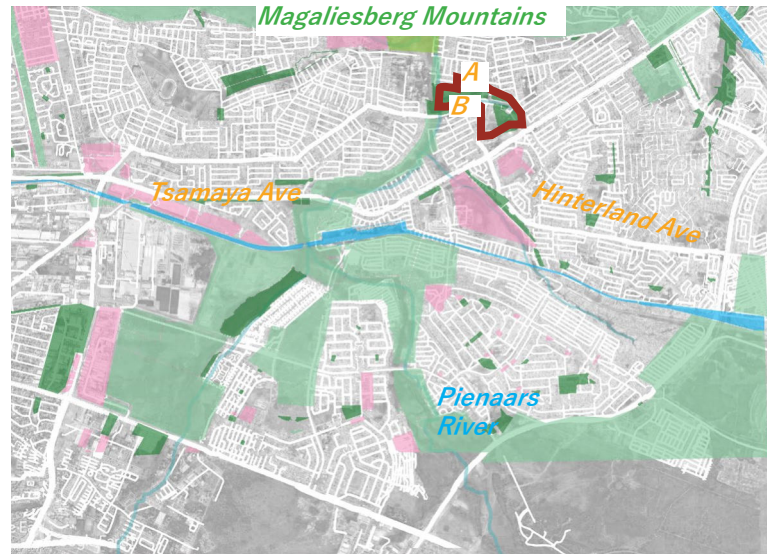 Magaliesberg Mountains
A
B
Tsamaya Ave
Hinterland Ave
Pienaars
River